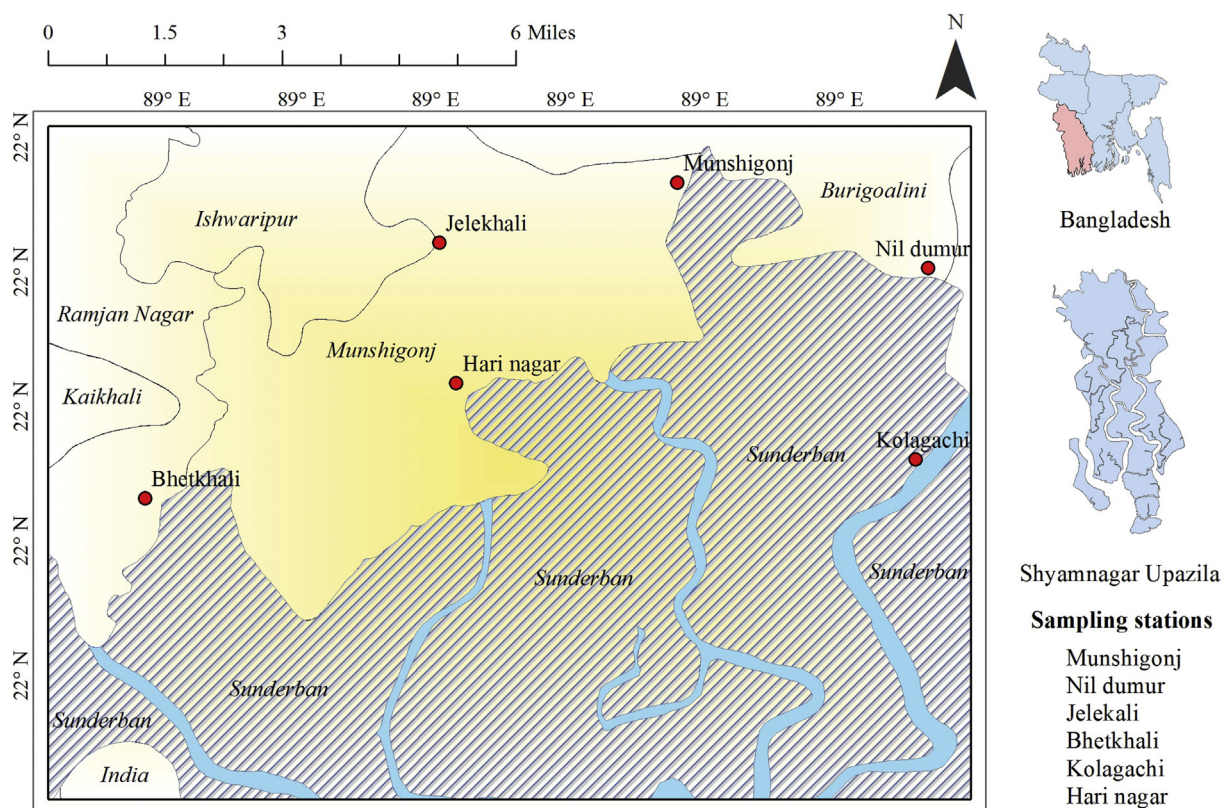 0 1.5 3 6 Miles
N
89° E 89° E 89° E 89° E 89° E 89° E
22° N
22° N
22° N
22° N
22° N
Munshigonj
Burigoalini
Ishwaripur
Jelekhali
Nil dumur
Ramjan Nagar
Munshigonj
Hari nagar
Kaikhali
Kolagachi
Sunderban
Bhetkhali
Sunderban
Sunderban
Sunderban
Sunderban
India
Bangladesh
Shyamnagar Upazila
Sampling stations
Munshigonj
Nil dumur
Jelekali
Bhetkhali
Kolagachi
Hari nagar